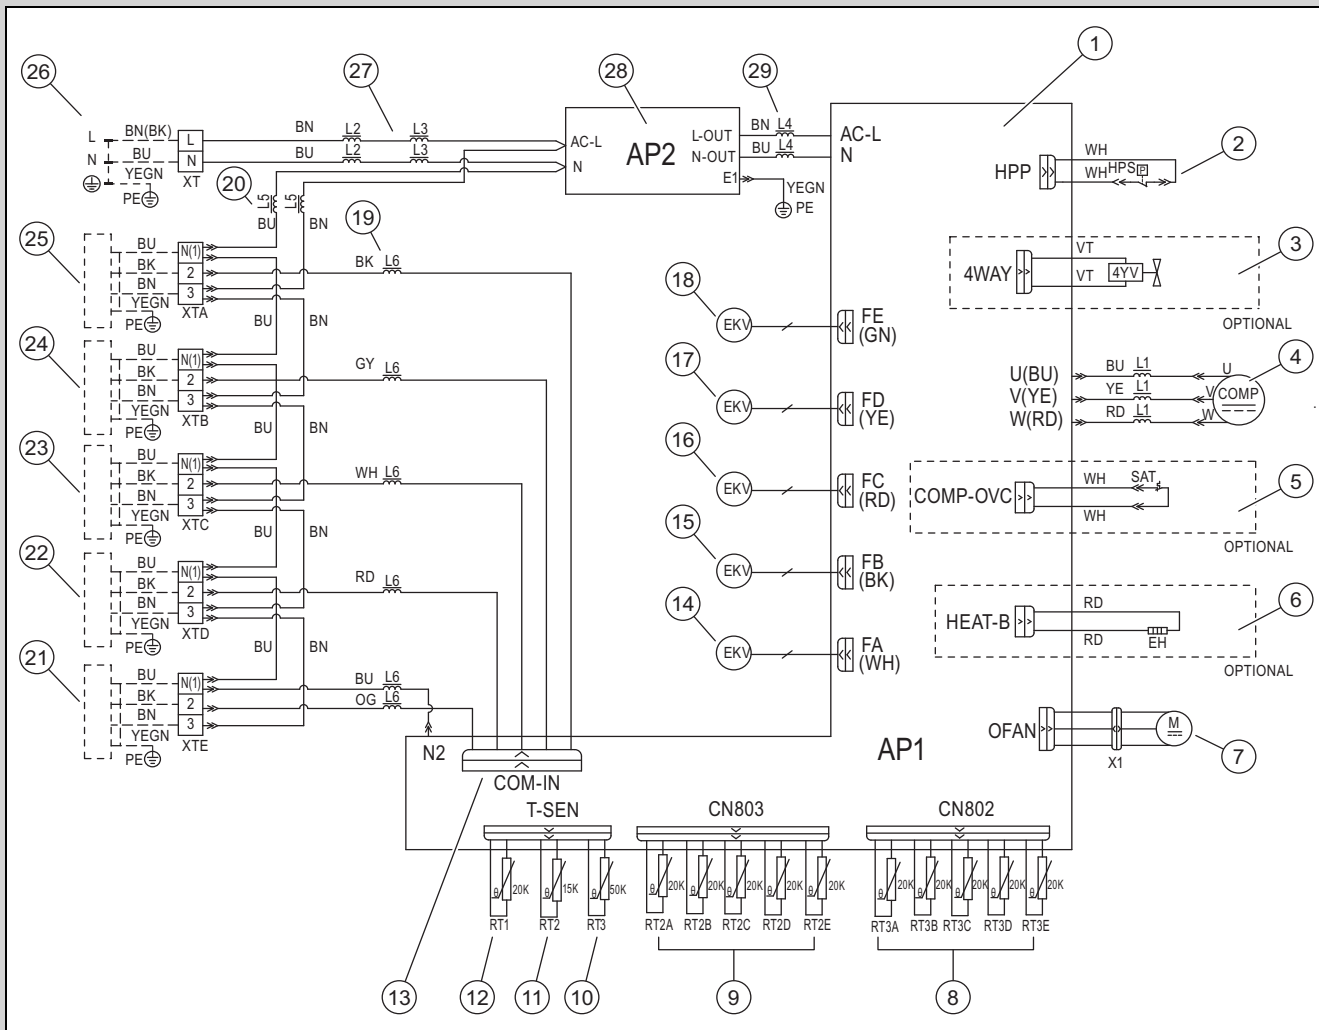 1
26
27
28
29
BN(BK)
L
L
BN
L2
L3
AC-L
L-OUT
BN
L4
AC-L
AP2
N
BU
N
BU
L2
L3
N
N-OUT
BU
L4
N
YEGN
XT
PE
E1
YEGN
PE
HPP
WH
WH
HPS
P
2
20
L5
L5
BU
BN
19
25
BU
N(1)
BK
2
BK
L6
BN
3
YEGN
XTA
PE
BU
BN
4WAY
VT
VT
4YV
3
OPTIONAL
18
EKV
FE
(GN)
24
BU
N(1)
BK
2
GY
L6
BN
3
YEGN
XTB
PE
BU
BN
17
EKV
FD
(YE)
U(BU)
BU
L1
U
V(YE)
YE
L1
V
W(RD)
RD
L1
W
COMP
4
23
BU
N(1)
BK
2
WH
L6
BN
3
YEGN
XTC
PE
BU
BN
16
EKV
FC
(RD)
COMP-OVC
WH
SAT
WH
5
OPTIONAL
22
BU
N(1)
BK
2
RD
L6
BN
3
YEGN
XTD
PE
BU
BN
15
EKV
FB
(BK)
14
EKV
FA
(WH)
HEAT-B
RD
RD
EH
6
OPTIONAL
21
BU
N(1)
BU
L6
BK
2
OG
L6
BN
3
YEGN
XTE
PE
N2
COM-IN
AP1
OFAN
X1
M
7
T-SEN
CN803
CN802
θ
20K
θ
15K
θ
50K
θ
20K
θ
20K
θ
20K
θ
20K
θ
20K
θ
20K
θ
20K
θ
20K
θ
20K
θ
20K
RT1
RT2
RT3
RT2A
RT2B
RT2C
RT2D
RT2E
RT3A
RT3B
RT3C
RT3D
RT3E
13
12
11
10
9
8